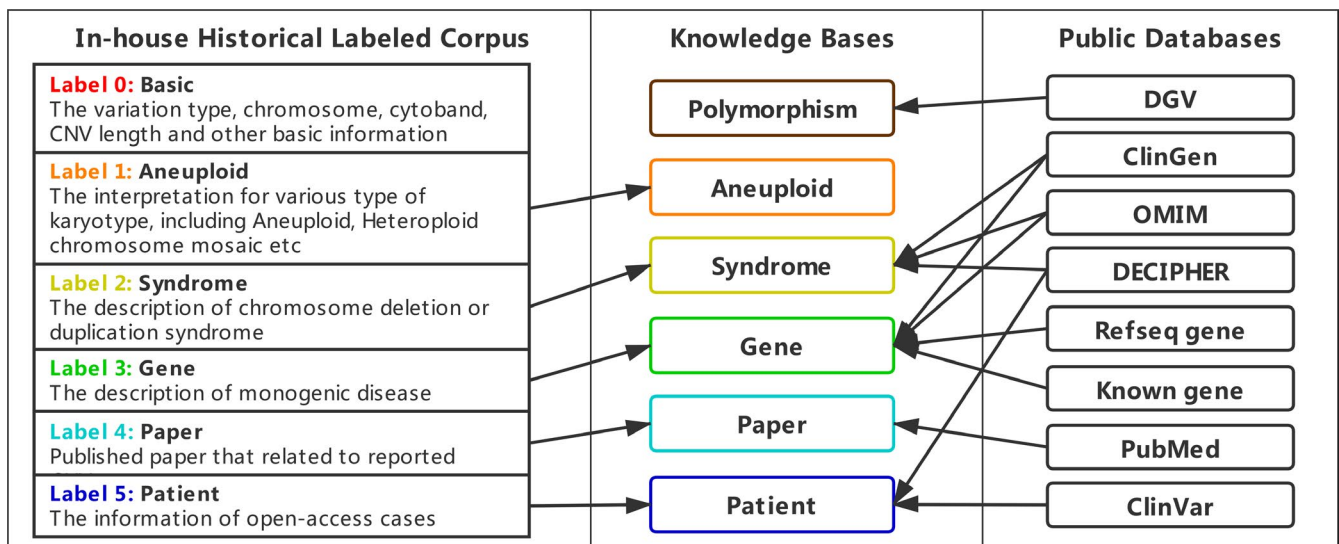 In-house Historical Labeled Corpus
Label 0: Basic
The variation type, chromosome, cytoband,
CNV length and other basic information
Label 1: Aneuploid
The interpretation for various type of
karyotype, including Aneuploid, Heteroploid
chromosome mosaic etc
Label 2: Syndrome
The description of chromosome deletion or
duplication syndrome
Label 3: Gene
The description of monogenic disease
Label 4: Paper
Published paper that related to reported
Label 5: Patient
The information of open-access cases
Knowledge Bases
Polymorphism
Aneuploid
Syndrome
Gene
Paper
Patient
Public Databases
DGV
ClinGen
OMIM
DECIPHER
Refseq gene
Known gene
PubMed
ClinVar